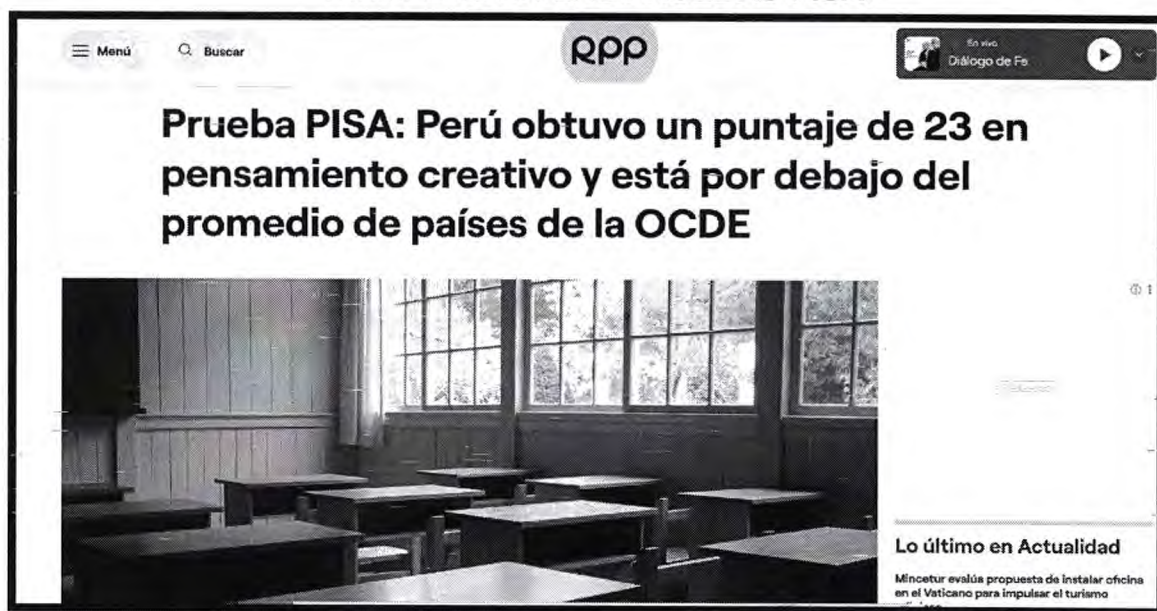 Menú
Buscar
RPP
En vivo
Diálogo de Fe
Prueba PISA: Perú obtuvo un puntaje de 23 en
pensamiento creativo y está por debajo del
promedio de países de la OCDE
Lo último en Actualidad
Mincetur evalúa propuesta de instalar oficina
en el Vaticano para impulsar el turismo